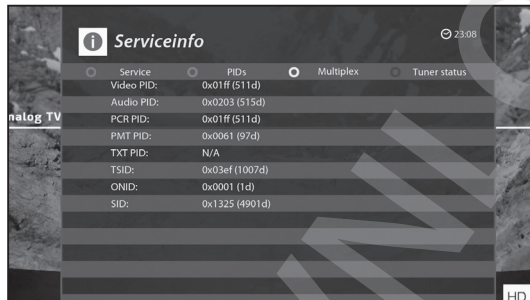 Serviceinfo
23:08
Service PIDs Multiplex Tuner status
Video PID: 0x01ff (511d)
Audio PID: 0x0203 (515d)
nalog TV
PCR PID: 0x01ff (511d)
PMT PID: 0x0061 (97d)
TXT PID: N/A
TSID: 0x03ef (1007d)
ONID: 0x0001 (1d)
SID: 0x1325 (4901d)
HD